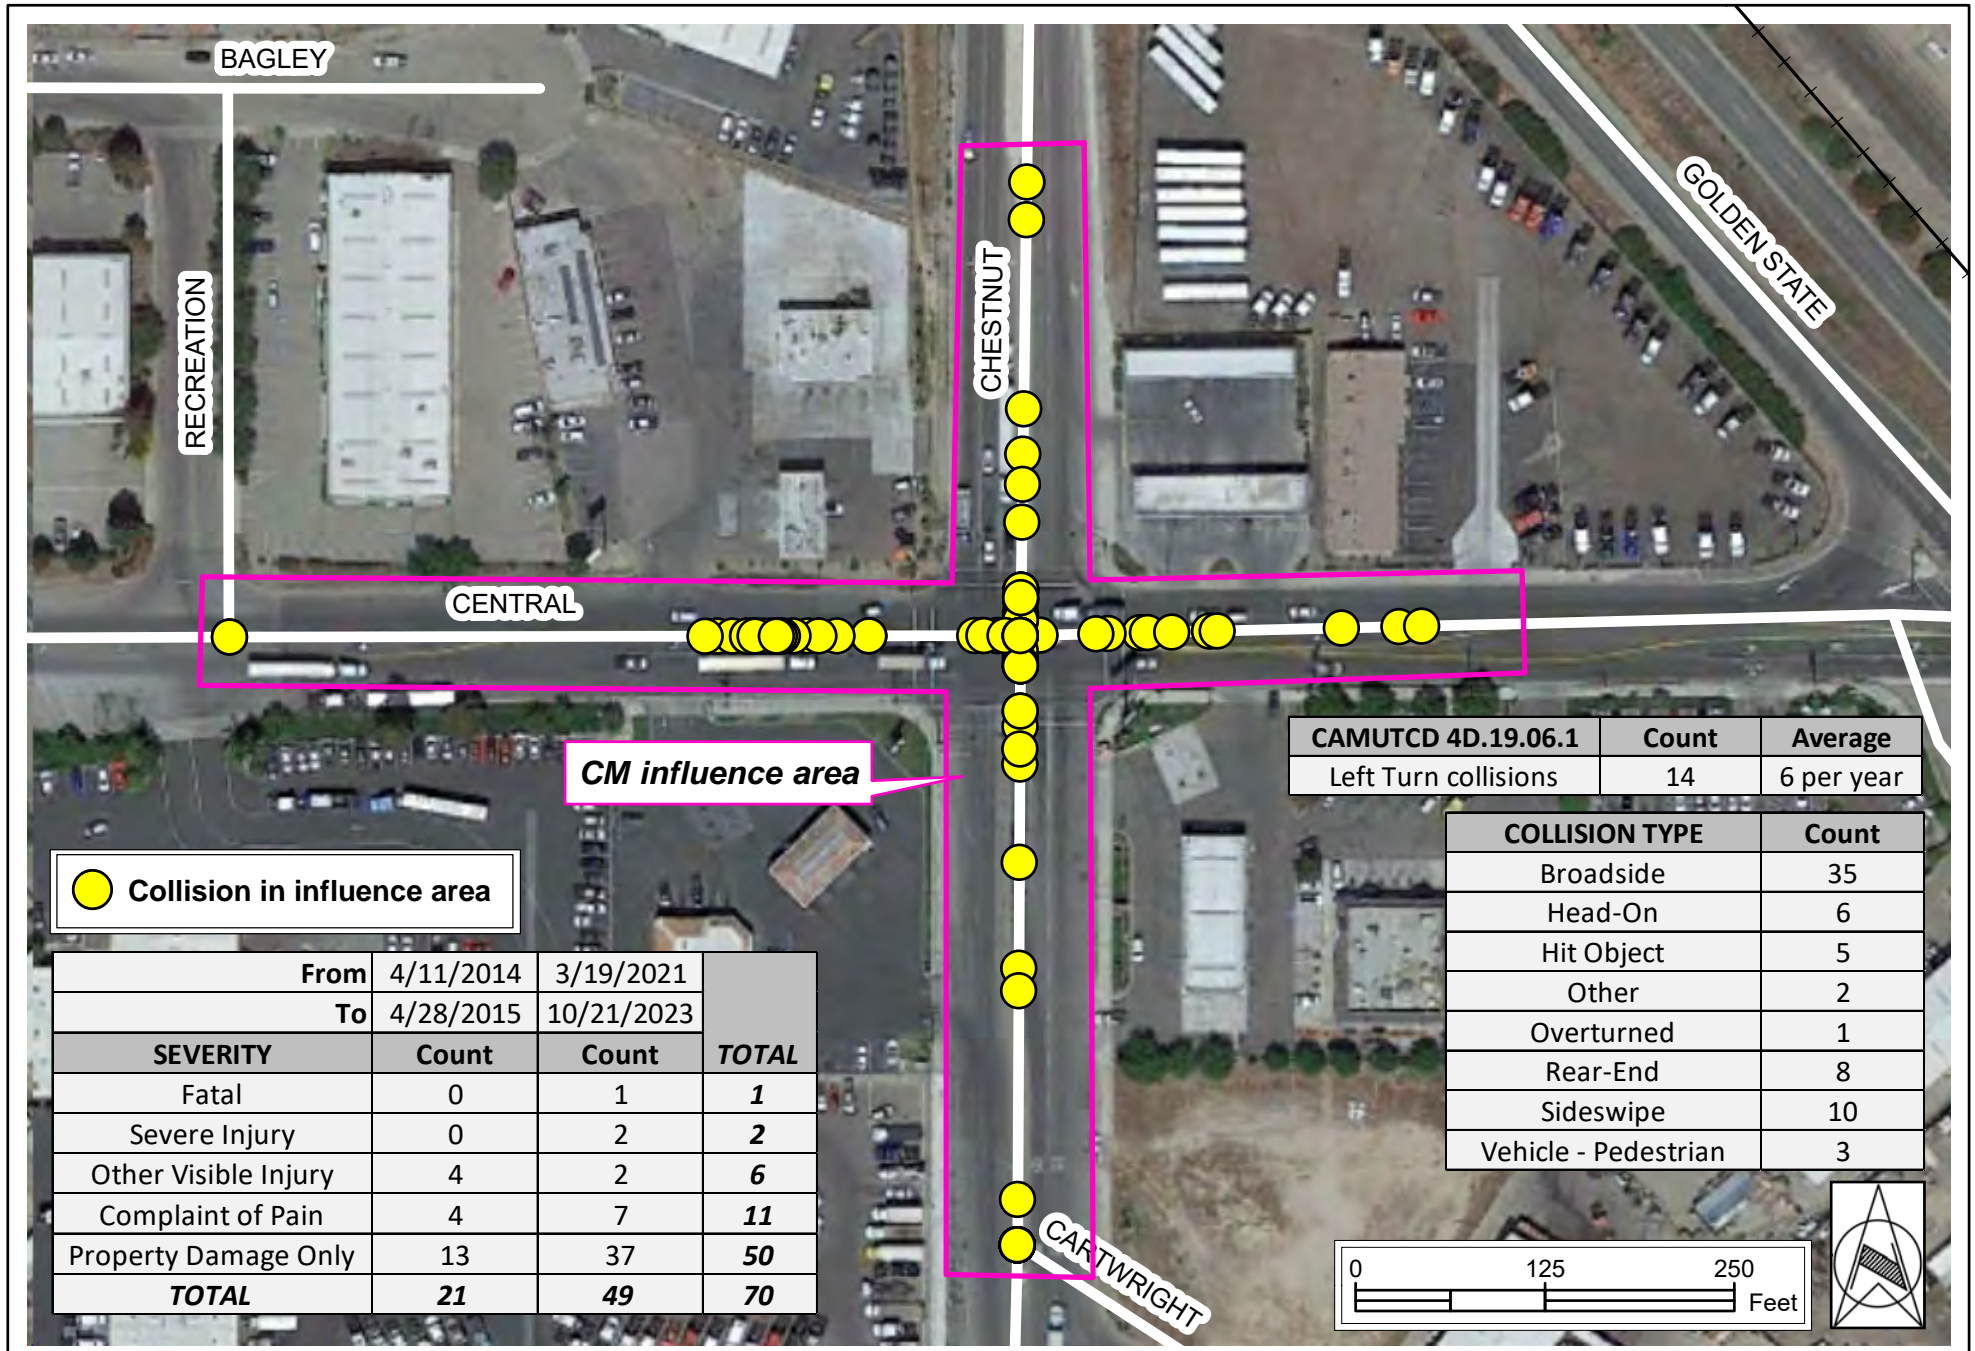 BAGLEY
RECREATION
CHESTNUT
GOLDEN STATE
CENTRAL
CM influence area
CAMUTCD 4D.19.06.1 Count Average
Left Turn collisions 14 6 per year
COLLISION TYPE Count
Broadside 35
Head-On 6
Hit Object 5
Other 2
Overturned 1
Rear-End 8
Sideswipe 10
Vehicle - Pedestrian 3
Collision in influence area
From 4/11/2014 3/19/2021
To 4/28/2015 10/21/2023
SEVERITY Count Count TOTAL
Fatal 0 1 1
Severe Injury 0 2 2
Other Visible Injury 4 2 6
Complaint of Pain 4 7 11
Property Damage Only 13 37 50
TOTAL 21 49 70
CARTWRIGHT
0 125 250
Feet